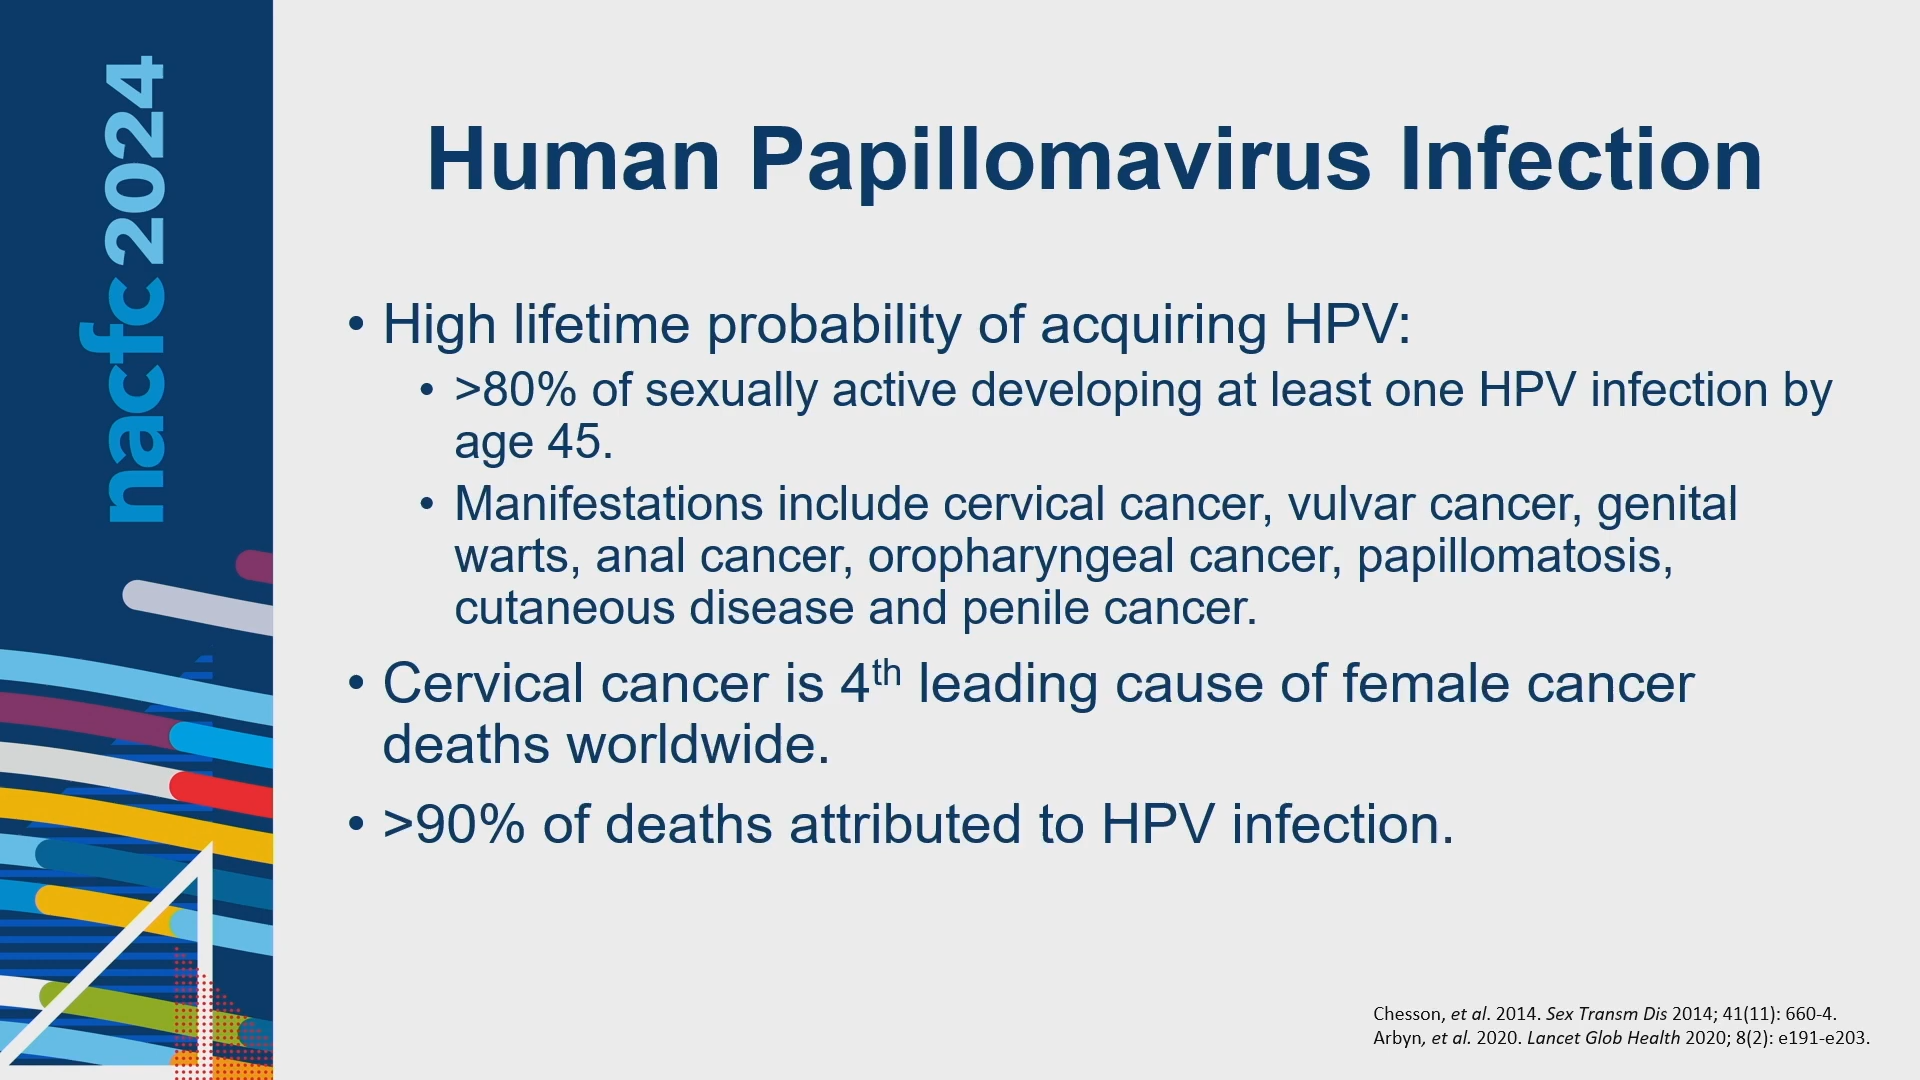 nacfc2024
Human Papillomavirus Infection
• High lifetime probability of acquiring HPV:
• >80% of sexually active developing at least one HPV infection by
age 45.
• Manifestations include cervical cancer, vulvar cancer, genital
warts, anal cancer, oropharyngeal cancer, papillomatosis,
cutaneous disease and penile cancer.
• Cervical cancer is 4th leading cause of female cancer
deaths worldwide.
• >90% of deaths attributed to HPV infection.
Chesson, et al. 2014. Sex Transm Dis 2014; 41(11): 660-4.
Arbyn, et al. 2020. Lancet Glob Health 2020; 8(2): e191-e203.